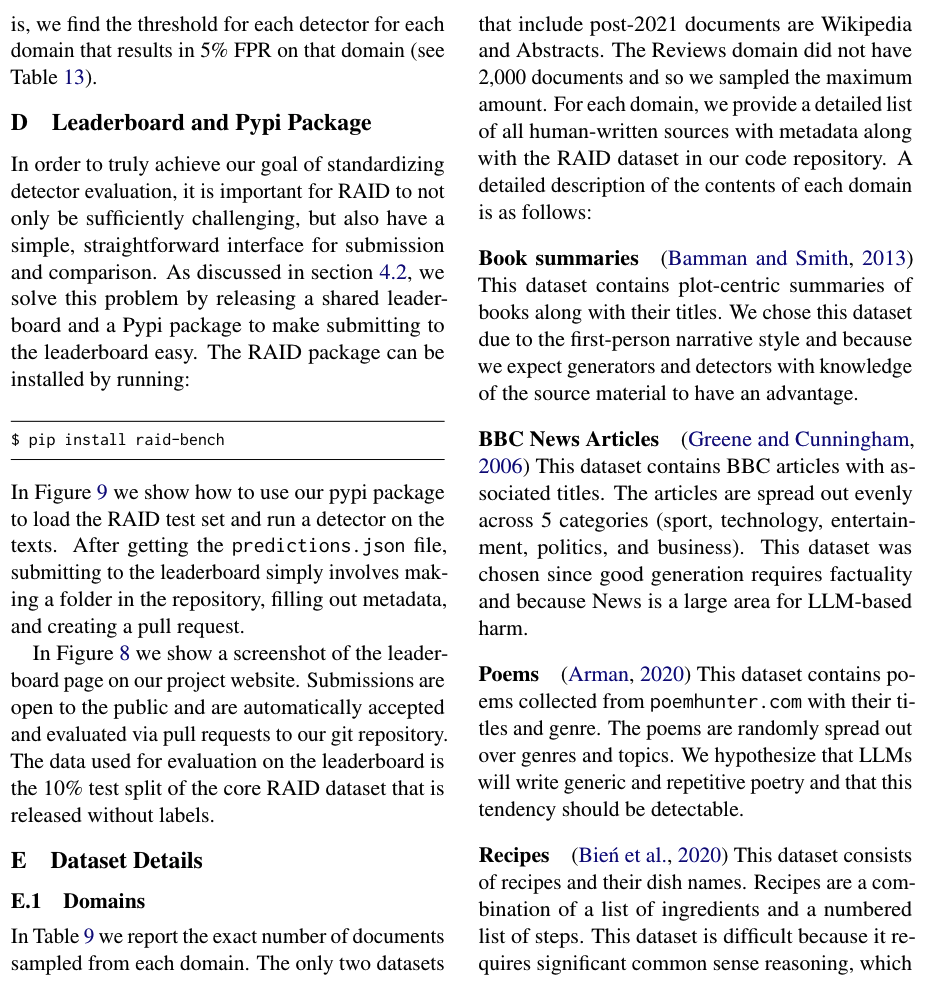 is, we find the threshold for each detector for each
domain that results in 5% FPR on that domain (see
Table 13).
D Leaderboard and Pypi Package
In order to truly achieve our goal of standardizing
detector evaluation, it is important for RAID to not
only be sufficiently challenging, but also have a
simple, straightforward interface for submission
and comparison. As discussed in section 4.2, we
solve this problem by releasing a shared leader-
board and a Pypi package to make submitting to
the leaderboard easy. The RAID package can be
installed by running:
$ pip install raid-bench
In Figure 9 we show how to use our pypi package
to load the RAID test set and run a detector on the
texts. After getting the predictions.json file,
submitting to the leaderboard simply involves mak-
ing a folder in the repository, filling out metadata,
and creating a pull request.
In Figure 8 we show a screenshot of the leader-
board page on our project website. Submissions are
open to the public and are automatically accepted
and evaluated via pull requests to our git repository.
The data used for evaluation on the leaderboard is
the 10% test split of the core RAID dataset that is
released without labels.
E Dataset Details
E.1 Domains
In Table 9 we report the exact number of documents
sampled from each domain. The only two datasets
that include post-2021 documents are Wikipedia
and Abstracts. The Reviews domain did not have
2,000 documents and so we sampled the maximum
amount. For each domain, we provide a detailed list
of all human-written sources with metadata along
with the RAID dataset in our code repository. A
detailed description of the contents of each domain
is as follows:
Book summaries (Bamman and Smith, 2013)
This dataset contains plot-centric summaries of
books along with their titles. We chose this dataset
due to the first-person narrative style and because
we expect generators and detectors with knowledge
of the source material to have an advantage.
BBC News Articles (Greene and Cunningham,
2006) This dataset contains BBC articles with as-
sociated titles. The articles are spread out evenly
across 5 categories (sport, technology, entertain-
ment, politics, and business). This dataset was
chosen since good generation requires factuality
and because News is a large area for LLM-based
harm.
Poems (Arman, 2020) This dataset contains po-
ems collected from poemhunter.com with their ti-
tles and genre. The poems are randomly spread out
over genres and topics. We hypothesize that LLMs
will write generic and repetitive poetry and that this
tendency should be detectable.
Recipes (Bień et al., 2020) This dataset consists
of recipes and their dish names. Recipes are a com-
bination of a list of ingredients and a numbered
list of steps. This dataset is difficult because it re-
quires significant common sense reasoning, which